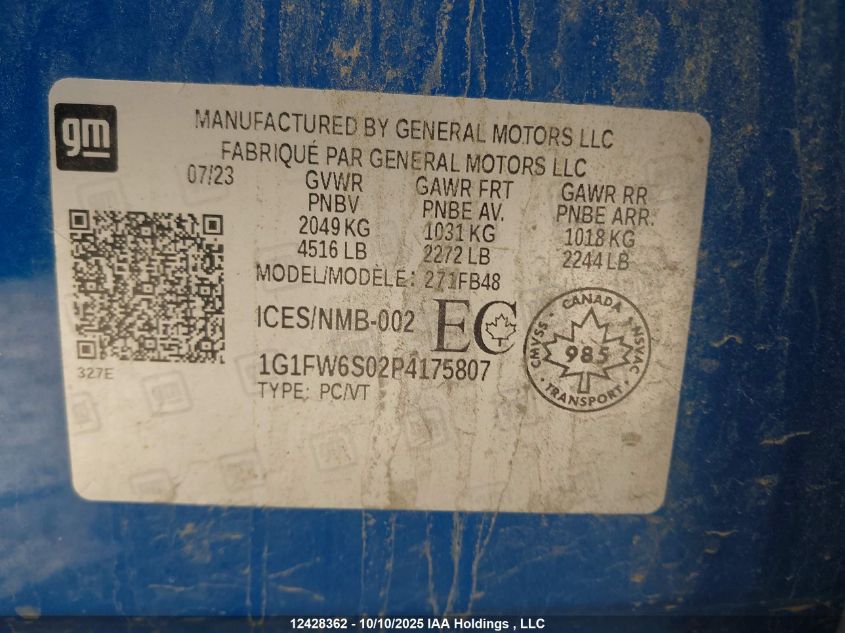 gm
MANUFACTURED BY GENERAL MOTORS LLC
FABRIQUÉ PAR GENERAL MOTORS LLC
07/23
GVWR GAWR FRT GAWR RR
PNBV PNBE AV. PNBE ARR.
2049 KG 1031 KG 1018 KG
4516 LB 2272 LB 2244 LB
MODEL/MODÈLE: 271FB48
ICES/NMB-002 EC
CANADA
CMVSS 985 NSVAC
TRANSPORT
327E
1G1FW6S02P4175807
TYPE: PC/VT
12428362 - 10/10/2025 IAA Holdings , LLC